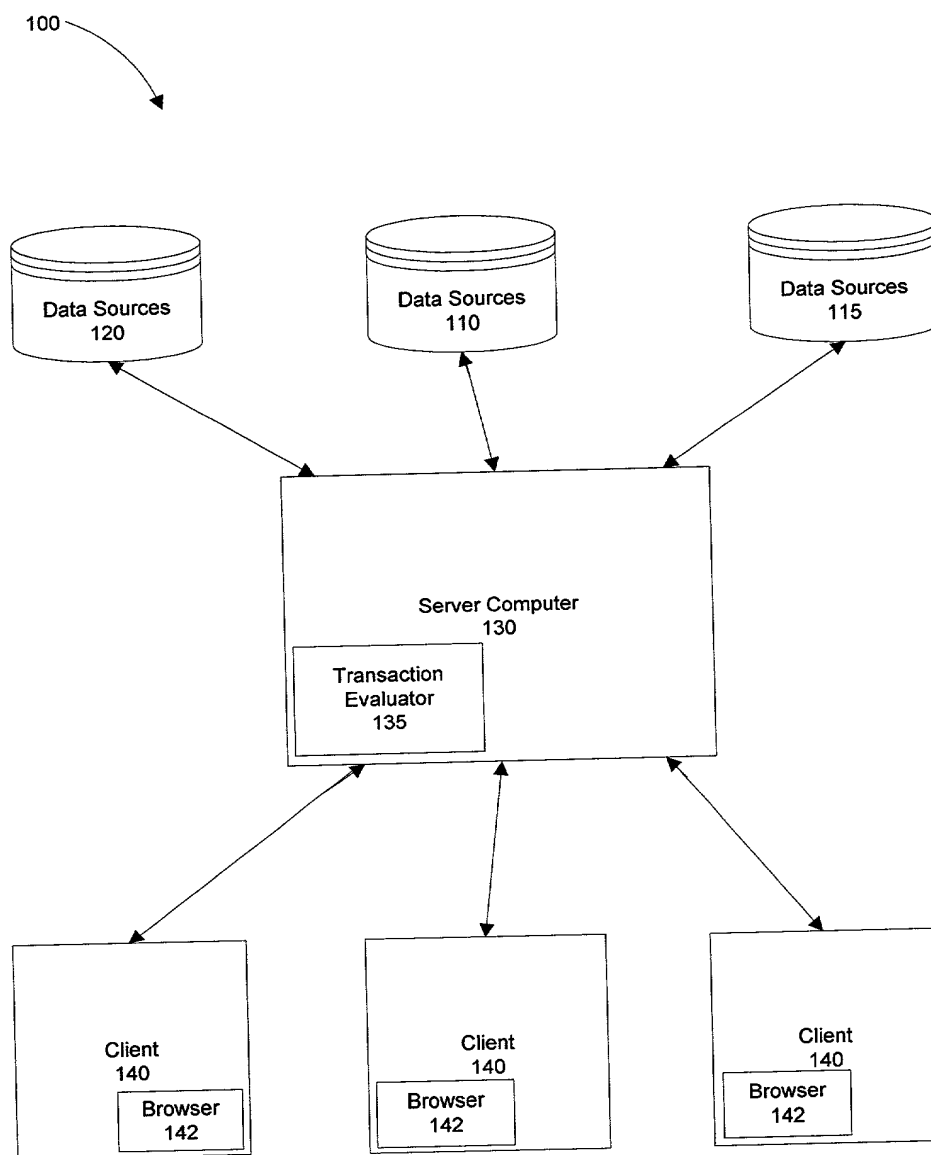 100
Data Sources
120
Data Sources
110
Data Sources
115
Server Computer
130
Transaction
Evaluator
135
Client
140
Browser
142
Client
140
Browser
142
Client
140
Browser
142